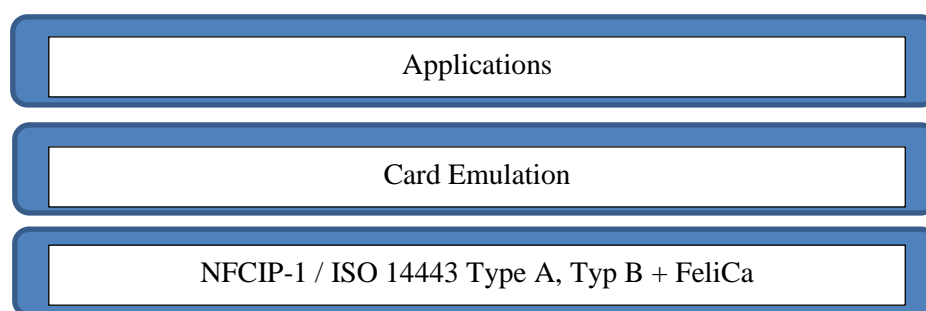 Applications
Card Emulation
NFCIP-1 / ISO 14443 Type A, Typ B + FeliCa